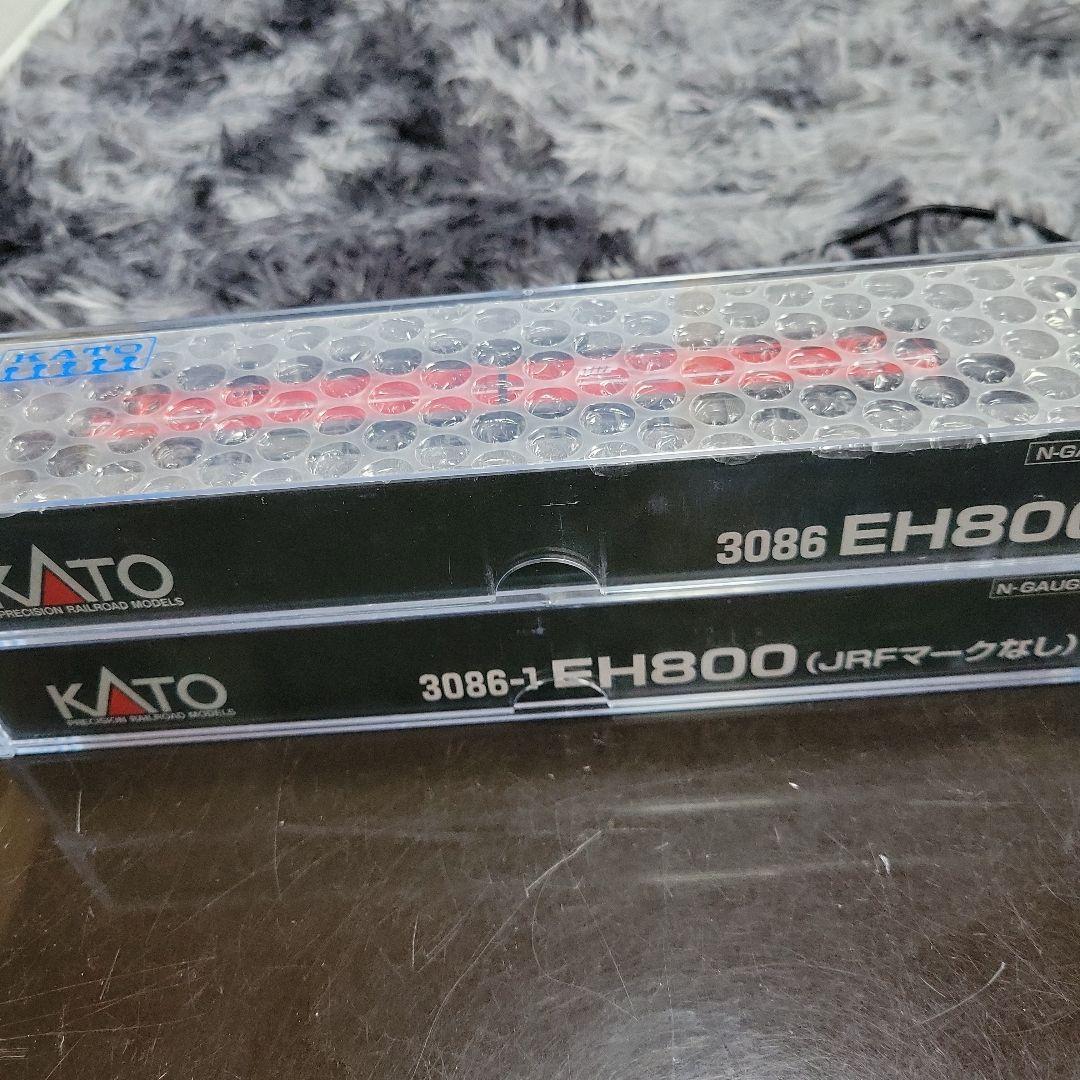 KATO
N-GA
3086 EH800
KATO
PRECISION RAILROAD MODELS
N-GAUG
3086-1 EH800 (JRFマークなし)
KATO
PRECISION RAILROAD MODELS